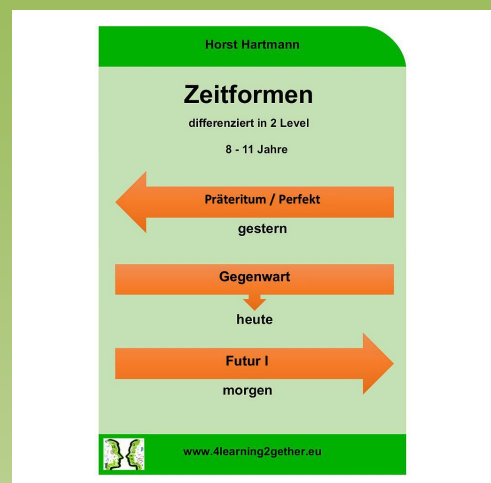 Horst Hartmann
Zeitformen
differenziert in 2 Level
8 - 11 Jahre
Präteritum / Perfekt
gestern
Gegenwart
heute
Futur I
morgen
www.4learning2gether.eu